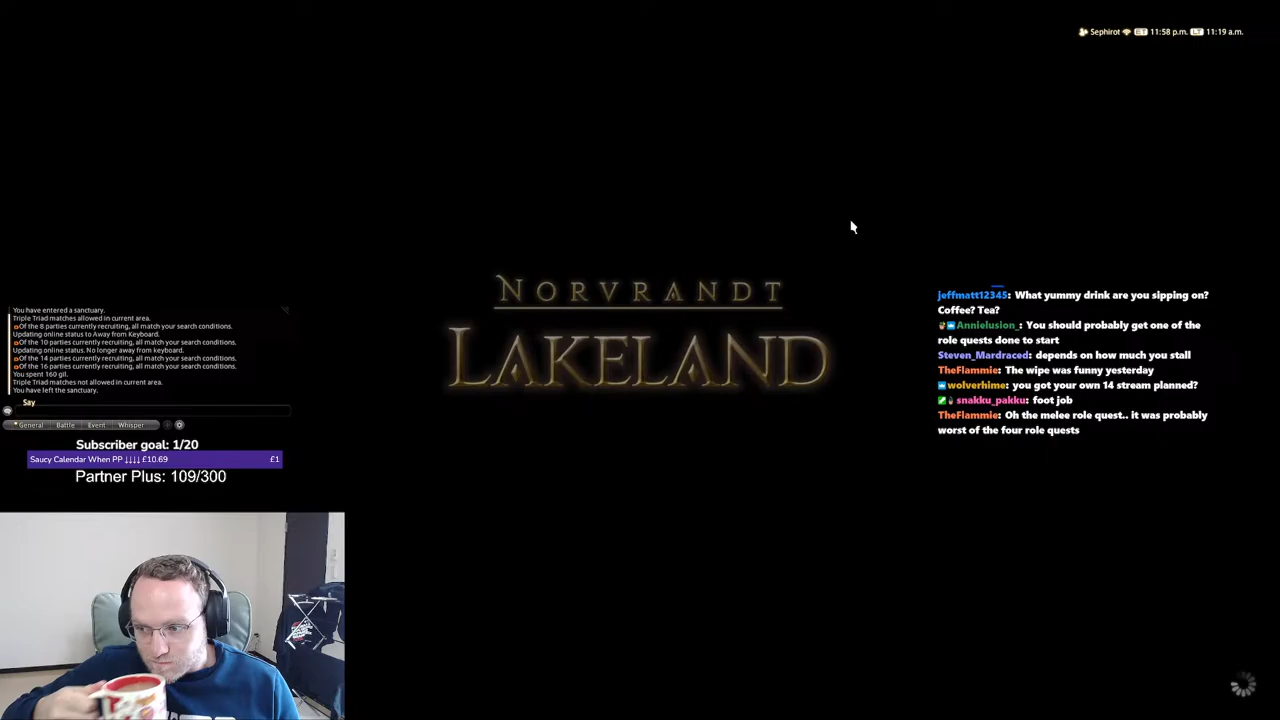 Sephirot ET 11:58 p.m. LT 11:19 a.m.
NORVRANDT
LAKELAND
You have entered a sanctuary.
Triple Triad matches allowed in current area.
Of the 8 parties currently recruiting, all match your search conditions.
Updating online status to Away from Keyboard.
Of the 10 parties currently recruiting, all match your search conditions.
Updating online status. No longer away from keyboard.
Of the 14 parties currently recruiting, all match your search conditions.
Of the 16 parties currently recruiting, all match your search conditions.
You spent 160 gil.
Triple Triad matches not allowed in current area.
You have left the sanctuary.
Say
General Battle Event Whisper
Subscriber goal: 1/20
Saucy Calendar When PP ↓↓↓↓ £10.69 £1
Partner Plus: 109/300
jeffmatt12345: What yummy drink are you sipping on?
Coffee? Tea?
Annielusion_: You should probably get one of the
role quests done to start
Steven_Mardraced: depends on how much you stall
TheFlammie: The wipe was funny yesterday
wolverhime: you got your own 14 stream planned?
snakku_pakku: foot job
TheFlammie: Oh the melee role quest.. it was probably
worst of the four role quests